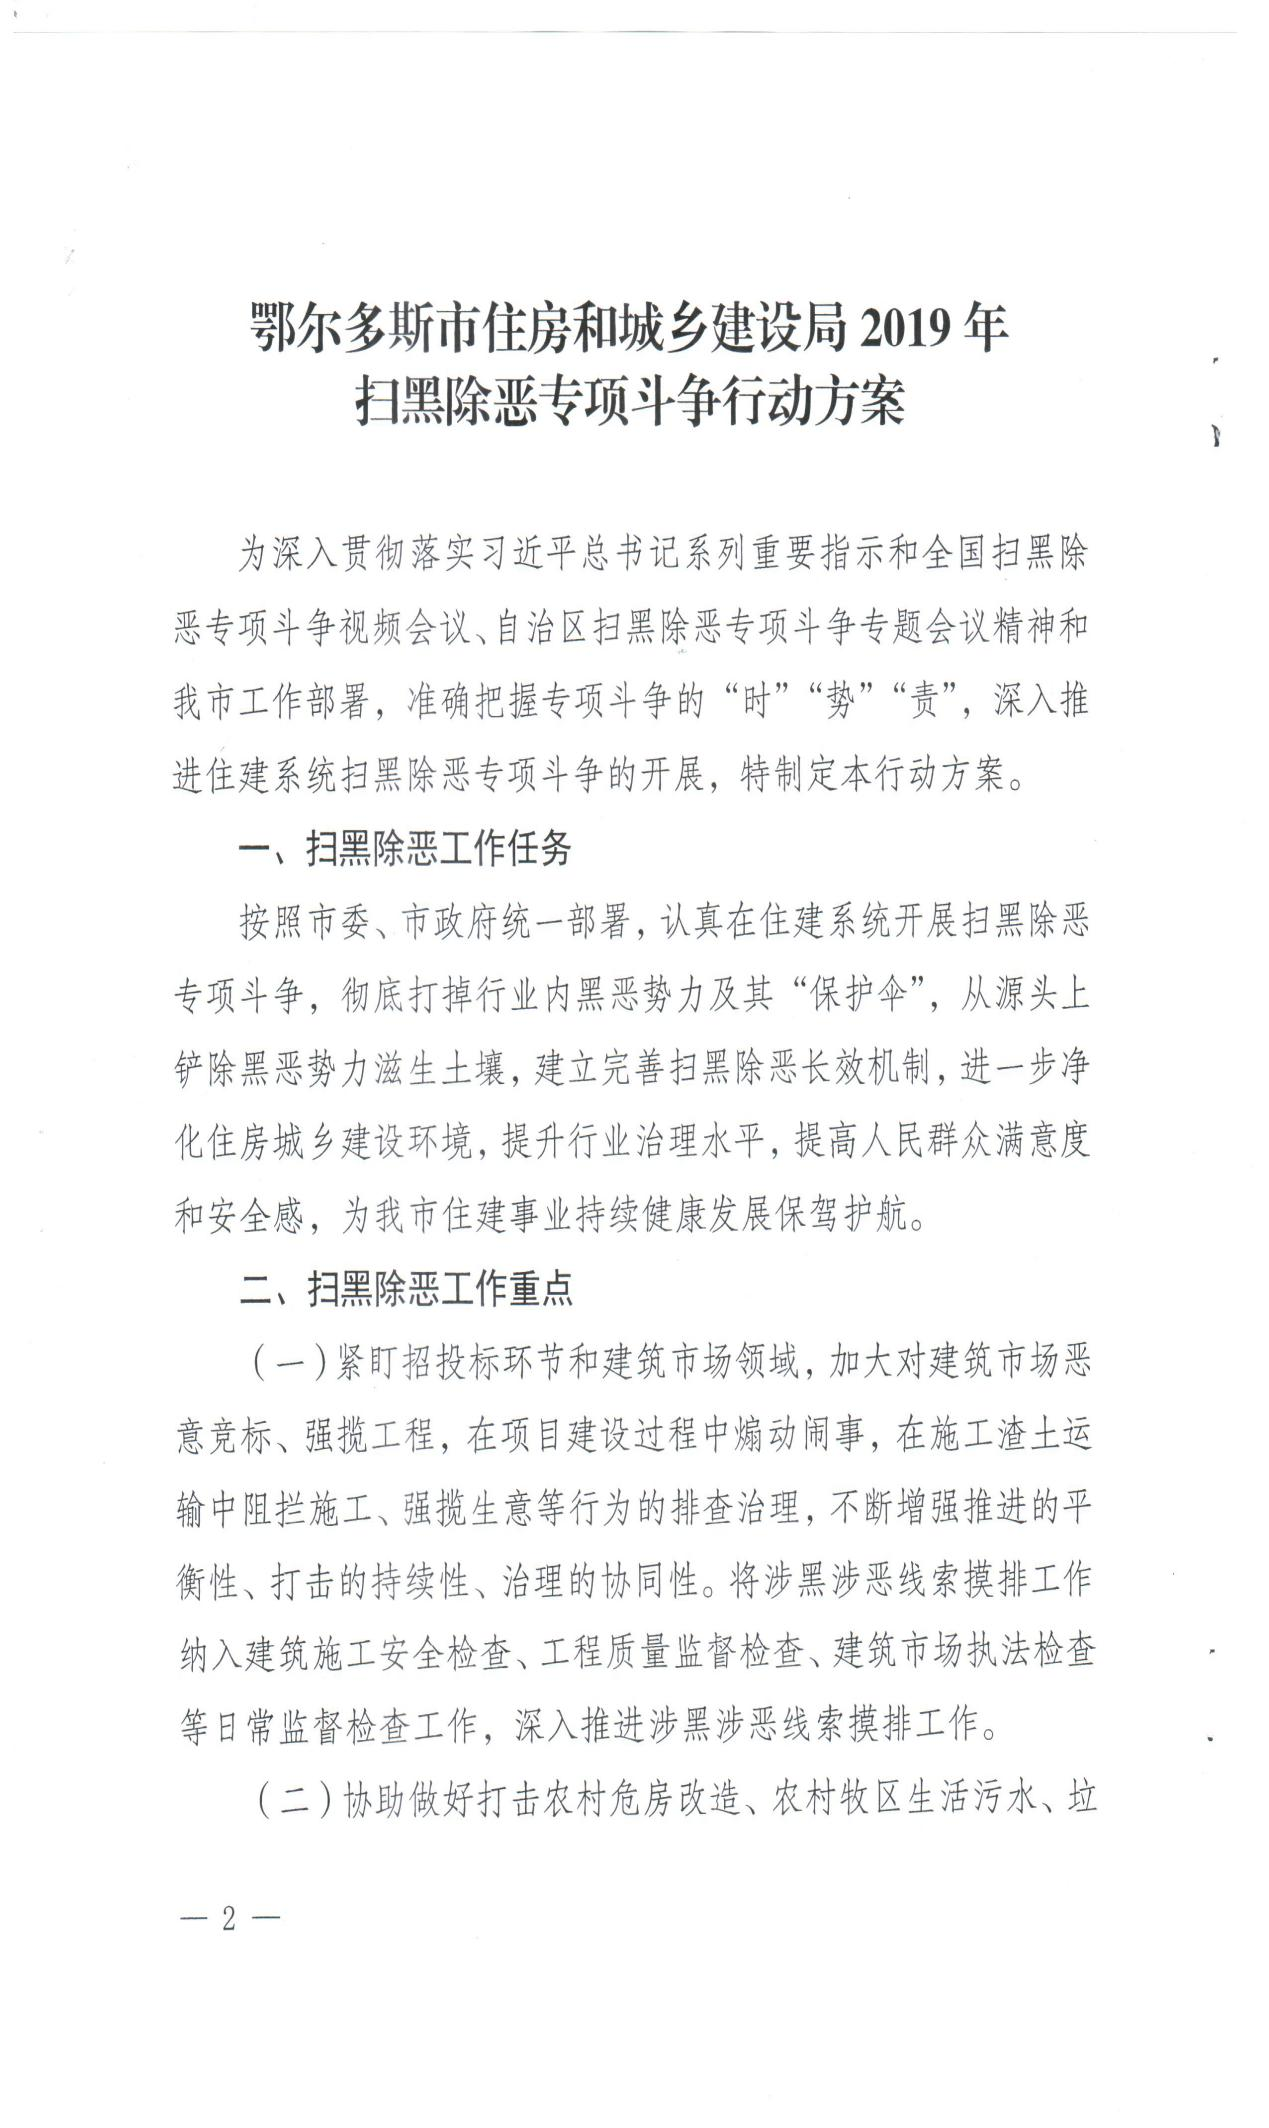 鄂尔多斯市住房和城乡建设局 2019 年
扫黑除恶专项斗争行动方案
为深入贯彻落实习近平总书记系列重要指示和全国扫黑除
恶专项斗争视频会议、自治区扫黑除恶专项斗争专题会议精神和
我市工作部署，准确把握专项斗争的“时”“势”“责”，深入推
进住建系统扫黑除恶专项斗争的开展，特制定本行动方案。
一、扫黑除恶工作任务
按照市委、市政府统一部署，认真在住建系统开展扫黑除恶
专项斗争，彻底打掉行业内黑恶势力及其“保护伞”，从源头上
铲除黑恶势力滋生土壤，建立完善扫黑除恶长效机制，进一步净
化住房城乡建设环境，提升行业治理水平，提高人民群众满意度
和安全感，为我市住建事业持续健康发展保驾护航。
二、扫黑除恶工作重点
（一）紧盯招投标环节和建筑市场领域，加大对建筑市场恶
意竞标、强揽工程，在项目建设过程中煽动闹事，在施工渣土运
输中阻拦施工、强揽生意等行为的排查治理，不断增强推进的平
衡性、打击的持续性、治理的协同性。将涉黑涉恶线索摸排工作
纳入建筑施工安全检查、工程质量监督检查、建筑市场执法检查
等日常监督检查工作，深入推进涉黑涉恶线索摸排工作。
（二）协助做好打击农村危房改造、农村牧区生活污水、垃
— 2 —